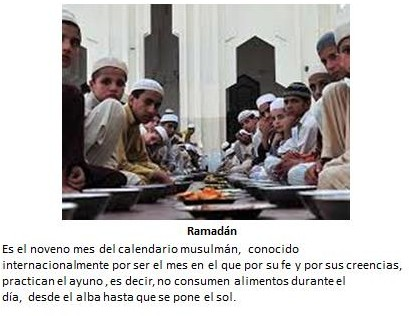 Ramadán
Es el noveno mes del calendario musulmán, conocido
internacionalmente por ser el mes en el que por su fe y por sus creencias,
practican el ayuno , es decir, no consumen alimentos durante el
día, desde el alba hasta que se pone el sol.